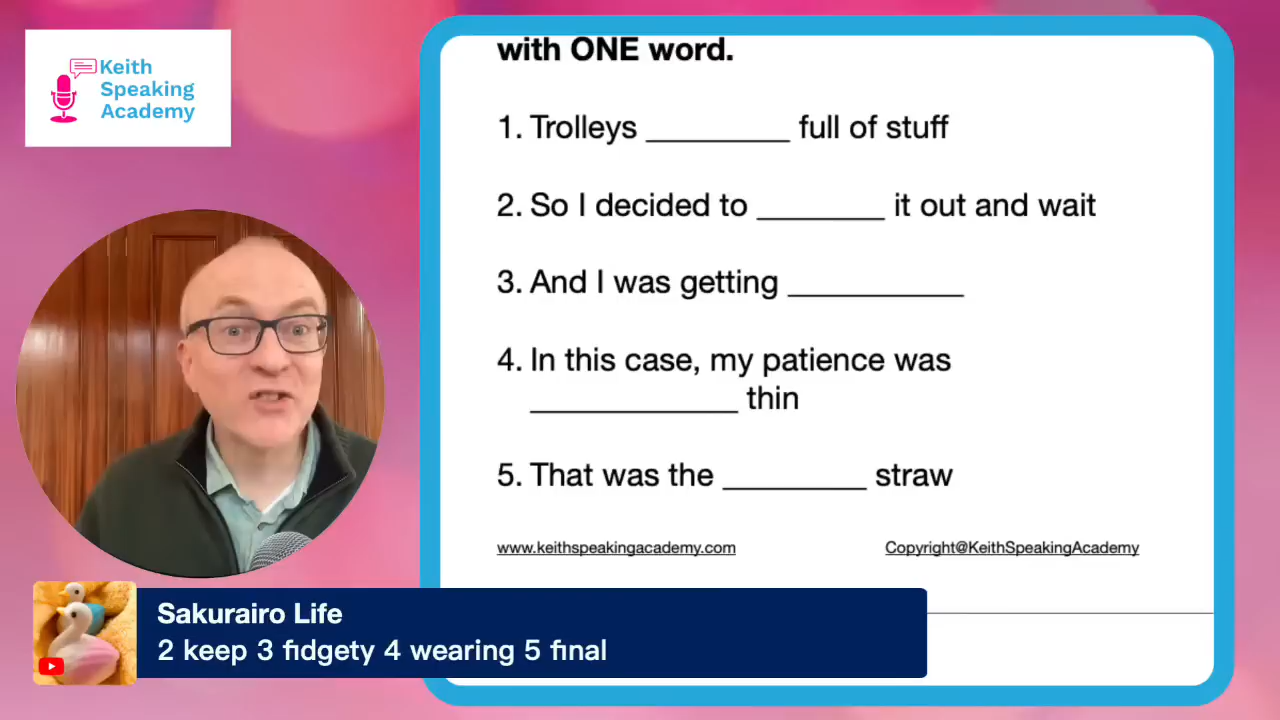 Keith
Speaking
Academy
with ONE word.
1. Trolleys _________ full of stuff
2. So I decided to ________ it out and wait
3. And I was getting ___________
4. In this case, my patience was
_____________ thin
5. That was the _________ straw
www.keithspeakingacademy.com
Copyright@KeithSpeakingAcademy
Sakurairo Life
2 keep 3 fidgety 4 wearing 5 final